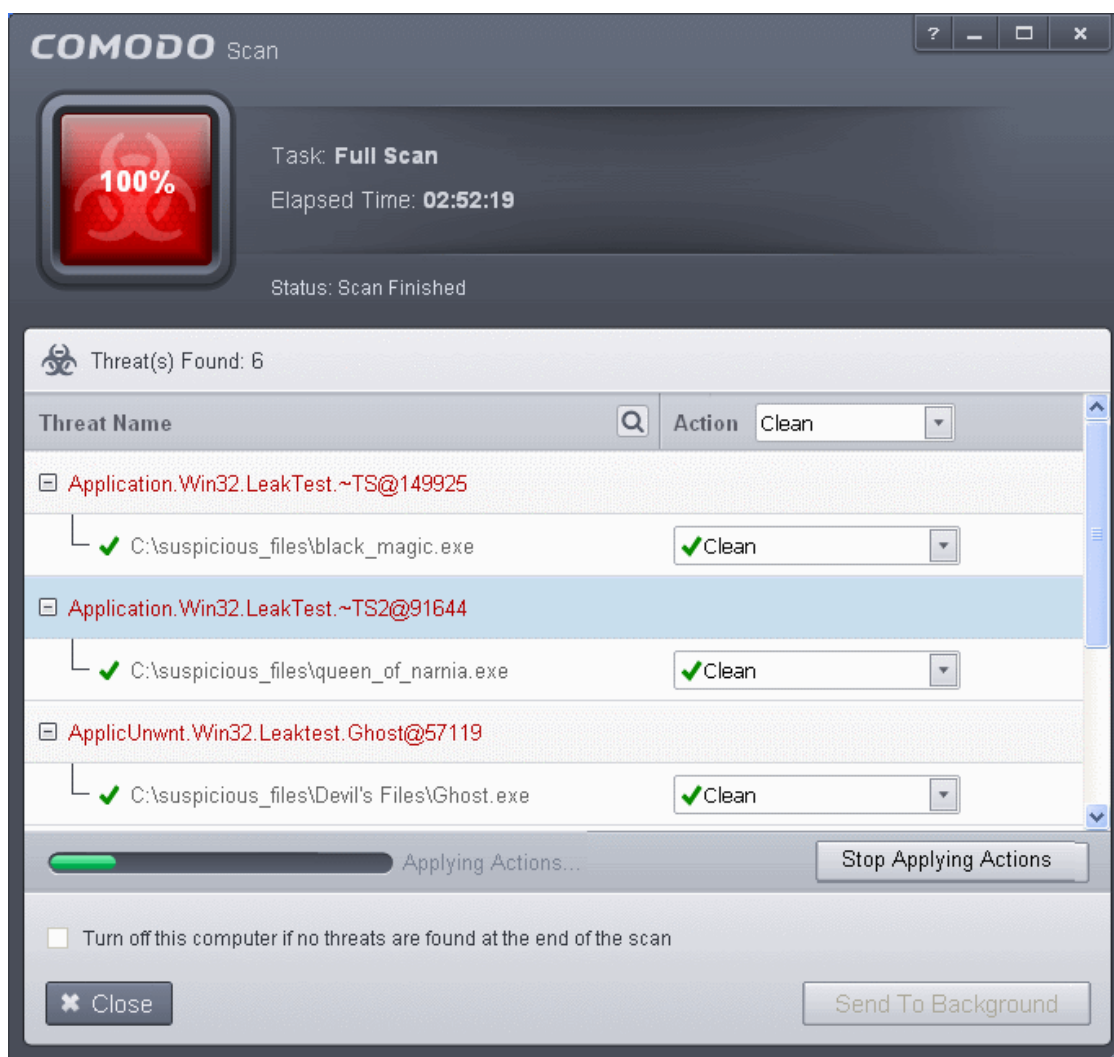 COMODO Scan
?
100%
Task: Full Scan
Elapsed Time: 02:52:19
Status: Scan Finished
Threat(s) Found: 6
Threat Name Action Clean
Application.Win32.LeakTest.~TS@149925
C:\suspicious_files\black_magic.exe Clean
Application.Win32.LeakTest.~TS2@91644
C:\suspicious_files\queen_of_narnia.exe Clean
ApplicUnwnt.Win32.Leaktest.Ghost@57119
C:\suspicious_files\Devil's Files\Ghost.exe Clean
Applying Actions... Stop Applying Actions
Turn off this computer if no threats are found at the end of the scan
Close Send To Background